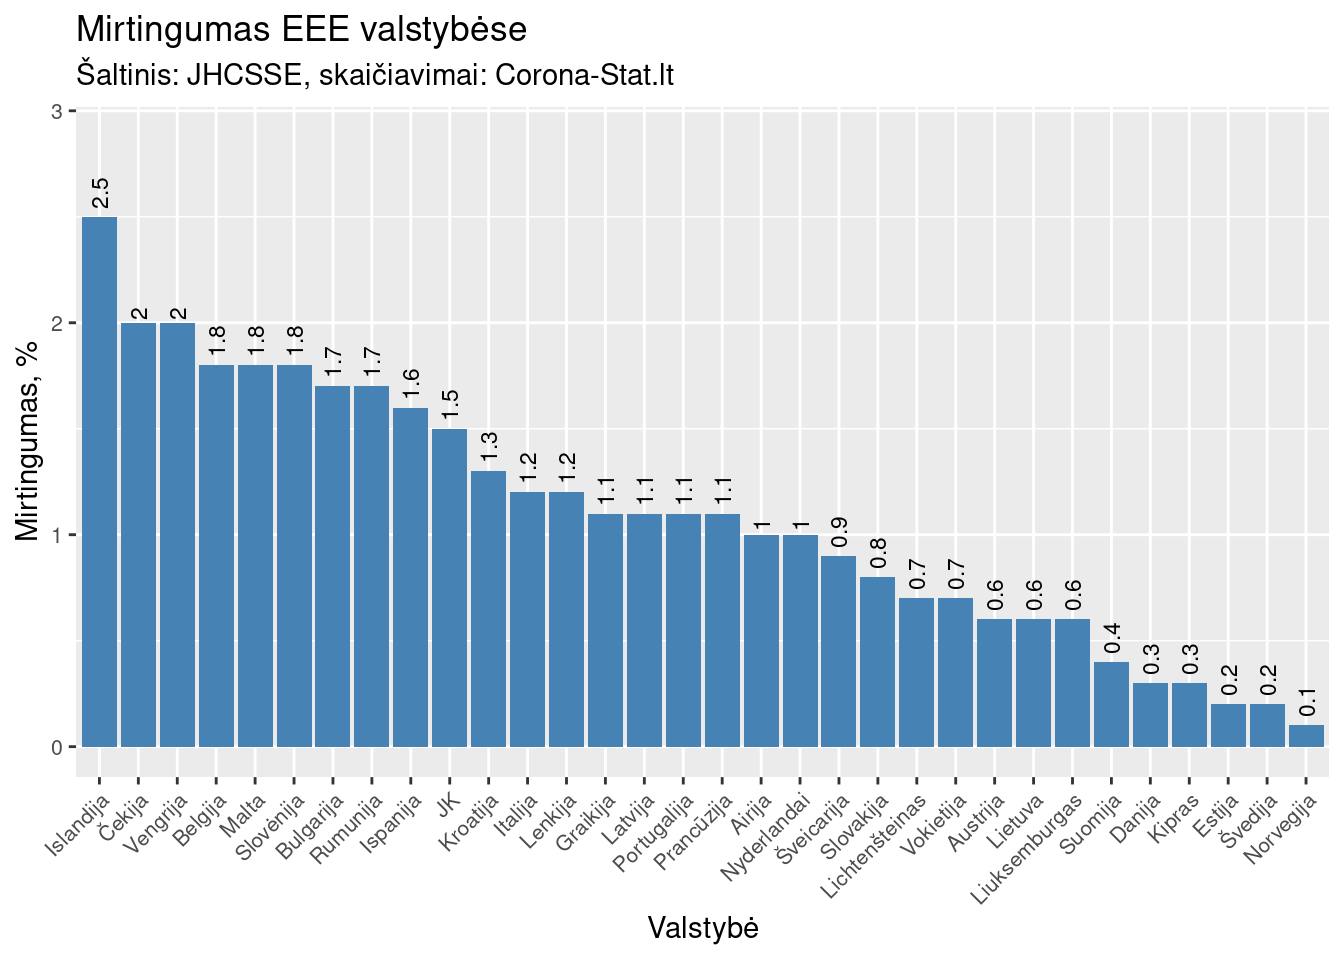 Mirtingumas EEE valstybėse
Šaltinis: JHCSSE, skaičiavimai: Corona-Stat.lt
Mirtingumas, %
3
2
1
0
2.5
2
2
1.8
1.8
1.8
1.7
1.7
1.6
1.5
1.3
1.2
1.2
1.1
1.1
1.1
1.1
1
1
0.9
0.8
0.7
0.7
0.6
0.6
0.6
0.4
0.3
0.3
0.2
0.2
0.1
Islandija
Čekija
Vengrija
Belgija
Malta
Slovėnija
Bulgarija
Rumunija
Ispanija
JK
Kroatija
Italija
Lenkija
Graikija
Latvija
Portugalija
Prancūzija
Airija
Nyderlandai
Šveicarija
Slovakija
Lichtenšteinas
Vokietija
Austrija
Lietuva
Liuksemburgas
Suomija
Danija
Kipras
Estija
Švedija
Norvegija
Valstybė